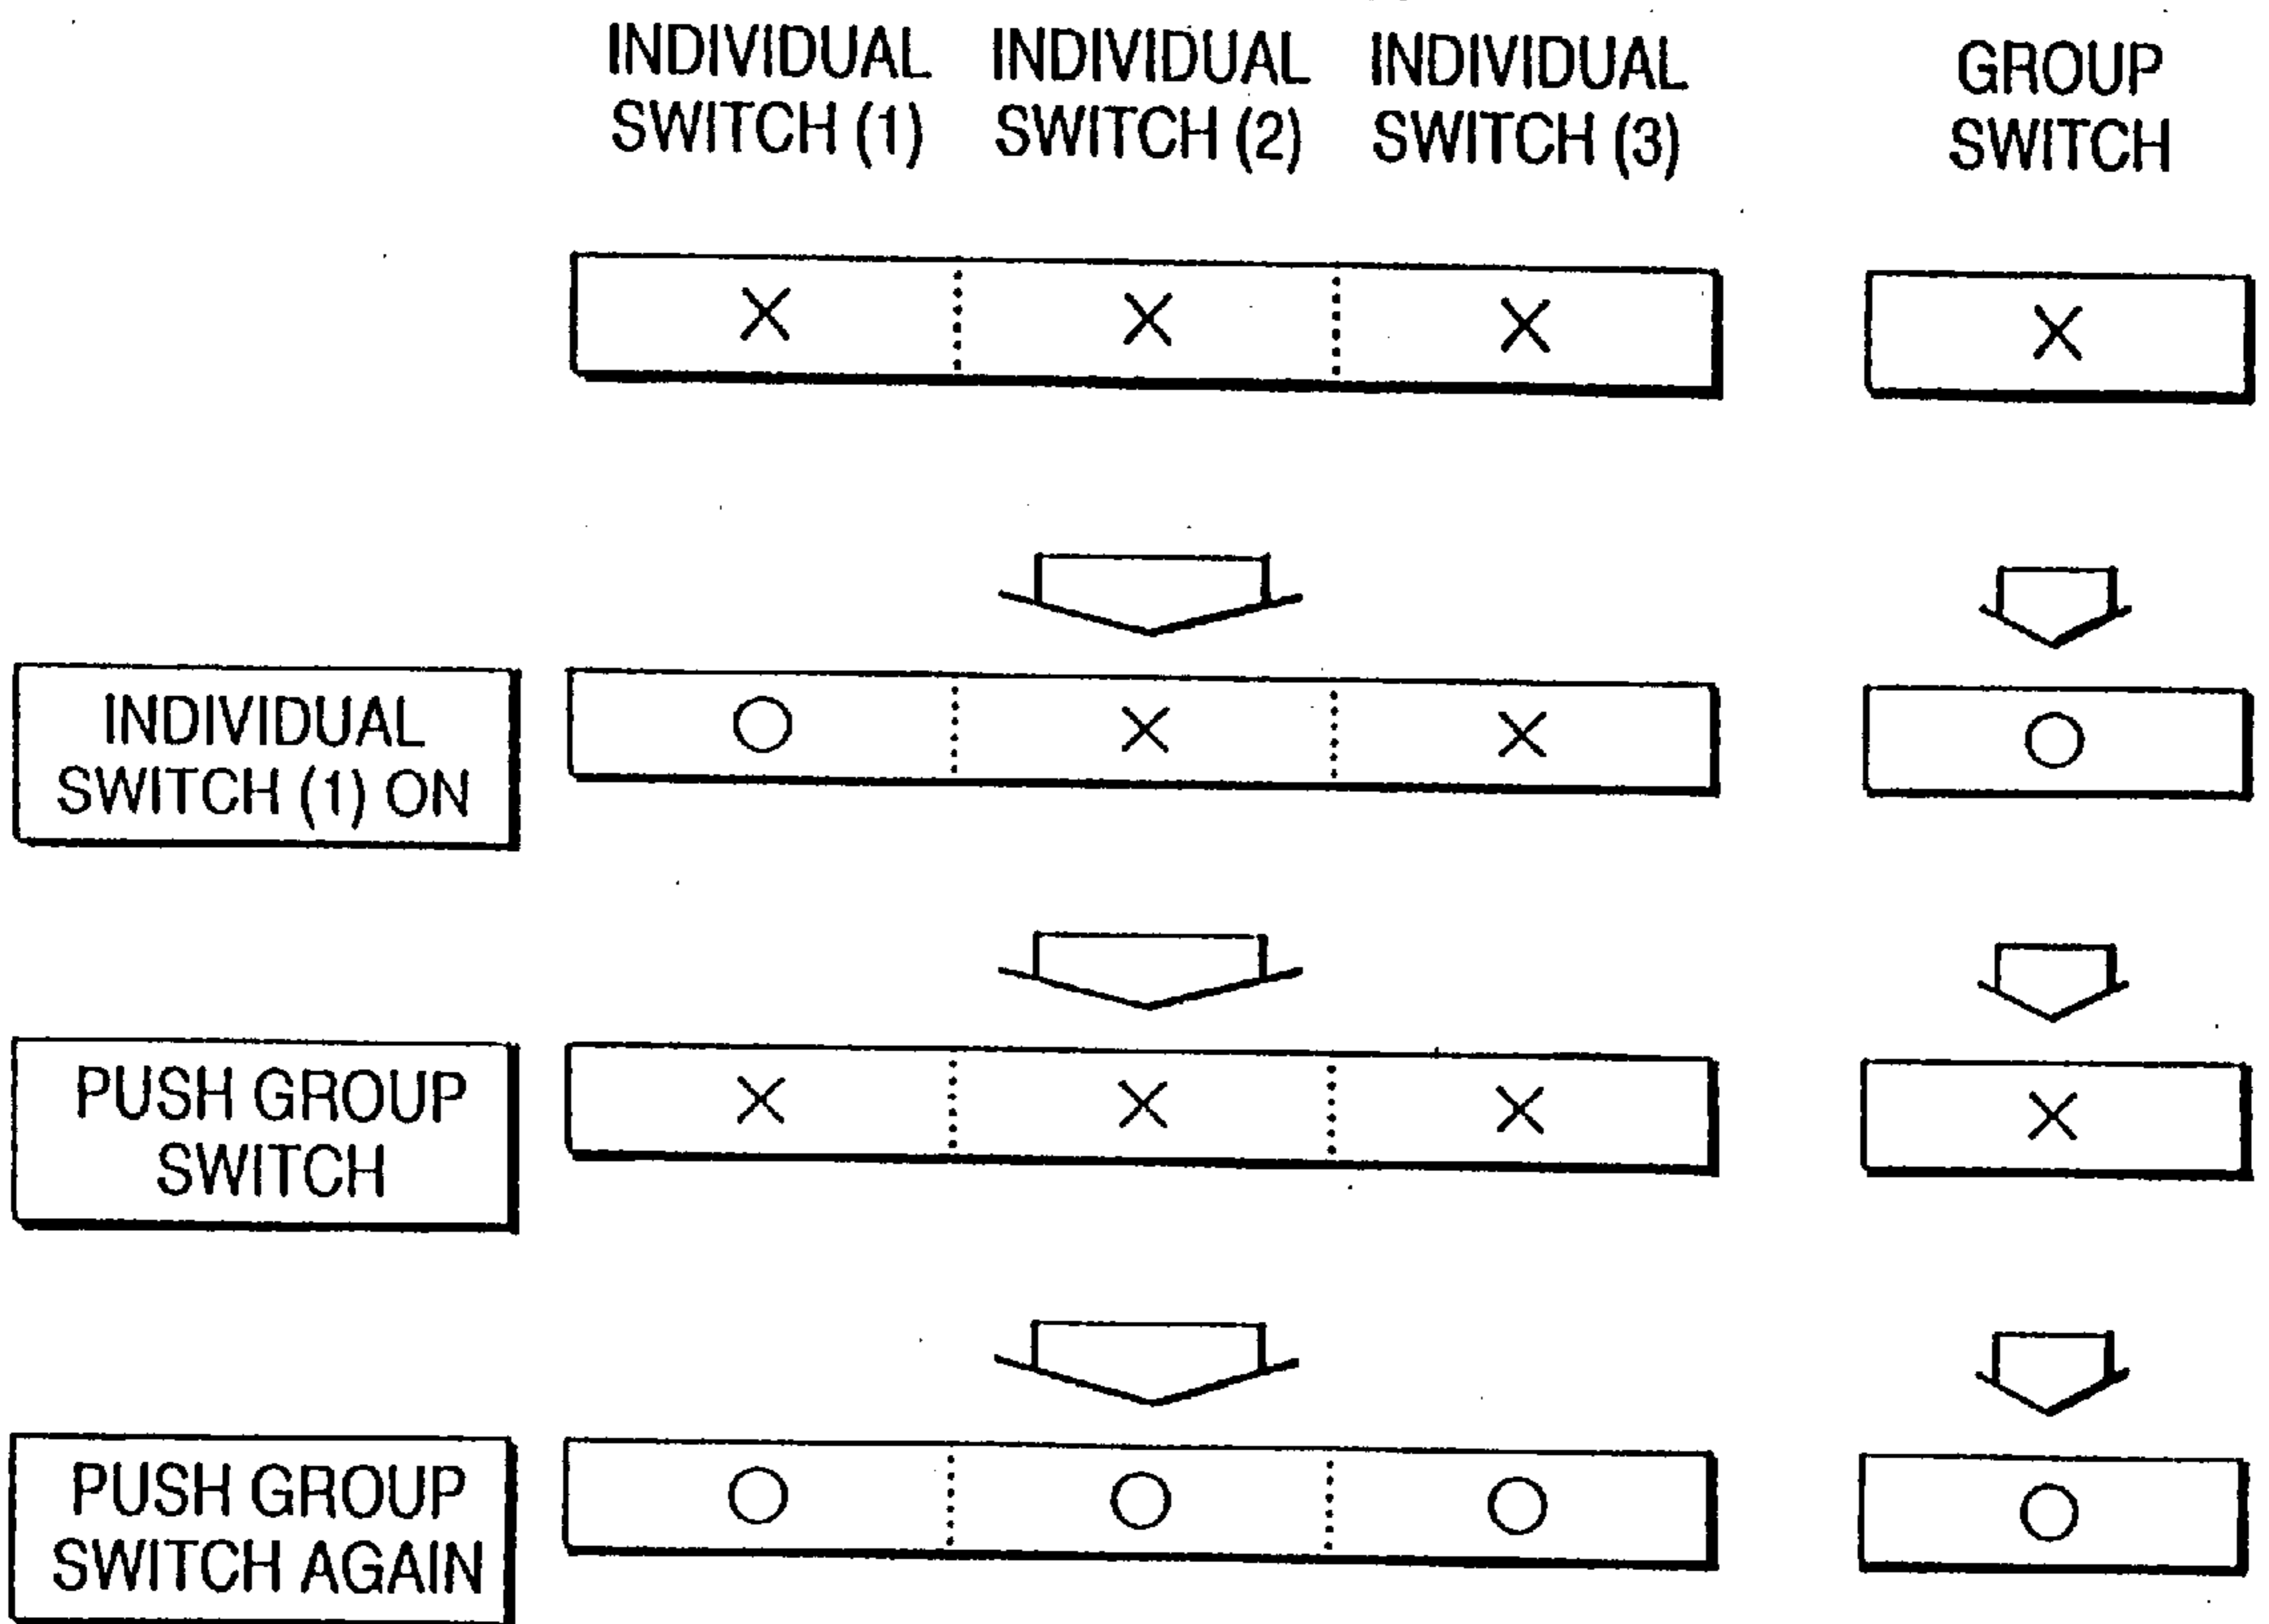 INDIVIDUAL SWITCH (1)
INDIVIDUAL SWITCH (2)
INDIVIDUAL SWITCH (3)
GROUP SWITCH
X X X X
INDIVIDUAL
SWITCH (1) ON
O X X O
PUSH GROUP
SWITCH
X X X X
PUSH GROUP
SWITCH AGAIN
O O O O